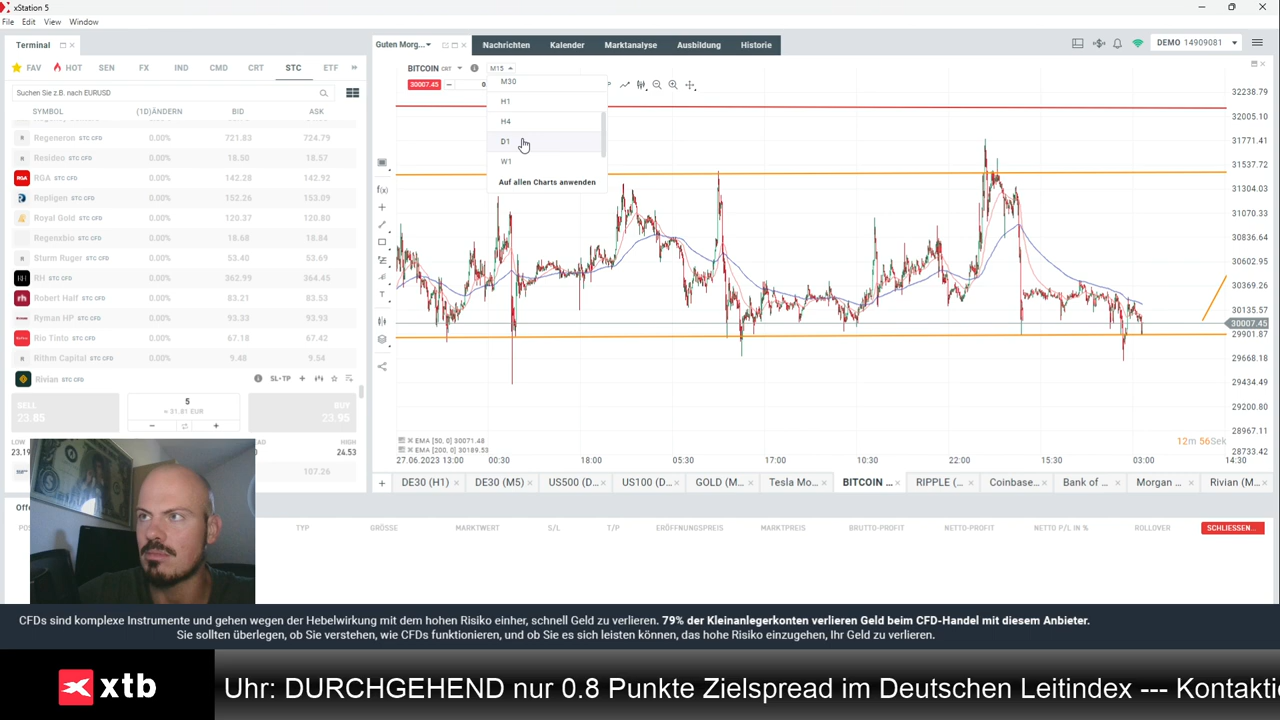 xStation 5
File Edit View Window
Terminal
FAV HOT SEN FX IND CMD CRT STC ETF
Suchen Sie z.B. nach EURUSD
SYMBOL (1D)ÄNDERN BID ASK
Regeneron STC CFD 0.00% 721.83 724.79
Resideo STC CFD 0.00% 18.50 18.57
RGA STC CFD 0.00% 142.28 142.92
Repligen STC CFD 0.00% 152.26 153.09
Royal Gold STC CFD 0.00% 120.37 120.80
Regenxbio STC CFD 0.00% 18.68 18.84
Sturm Ruger STC CFD 0.00% 53.40 53.69
RH STC CFD 0.00% 362.99 364.45
Robert Half STC CFD 0.00% 83.21 83.53
Ryman HP STC CFD 0.00% 93.33 93.93
Rio Tinto STC CFD 0.00% 67.18 67.42
Rithm Capital STC CFD 0.00% 9.48 9.54
Rivian STC CFD SL+TP
SELL
23.85
5
≈ 31.81 EUR
BUY
23.95
LOW HIGH
24.53
107.26
Guten Morg... Nachrichten Kalender Marktanalyse Ausbildung Historie
DEMO 14909081
BITCOIN CRT M15
30007.45
M30
H1
H4
D1
W1
Auf allen Charts anwenden
32238.79
32005.10
31771.41
31537.72
31304.03
31070.33
30836.64
30602.95
30369.26
30135.57
30007.45
29901.87
29668.18
29434.49
29200.80
28967.11
28733.42
12m 56Sek
EMA [50, 0] 30071.48
EMA [200, 0] 30189.53
27.06.2023 13:00 00:30 18:00 05:30 17:00 10:30 22:00 15:30 03:00 14:30
DE30 (H1) DE30 (M5) US500 (D... US100 (D... GOLD (M... Tesla Mo... BITCOIN ... RIPPLE (... Coinbase... Bank of ... Morgan ... Rivian (M...
TYP GRÖSSE MARKTWERT S/L T/P ERÖFFNUNGSPREIS MARKTPREIS BRUTTO-PROFIT NETTO-PROFIT NETTO P/L IN % ROLLOVER SCHLIESSEN...
CFDs sind komplexe Instrumente und gehen wegen der Hebelwirkung mit dem hohen Risiko einher, schnell Geld zu verlieren. 79% der Kleinanlegerkonten verlieren Geld beim CFD-Handel mit diesem Anbieter.
Sie sollten überlegen, ob Sie verstehen, wie CFDs funktionieren, und ob Sie es sich leisten können, das hohe Risiko einzugehen, Ihr Geld zu verlieren.
xtb
Uhr: DURCHGEHEND nur 0.8 Punkte Zielspread im Deutschen Leitindex --- Kontakti